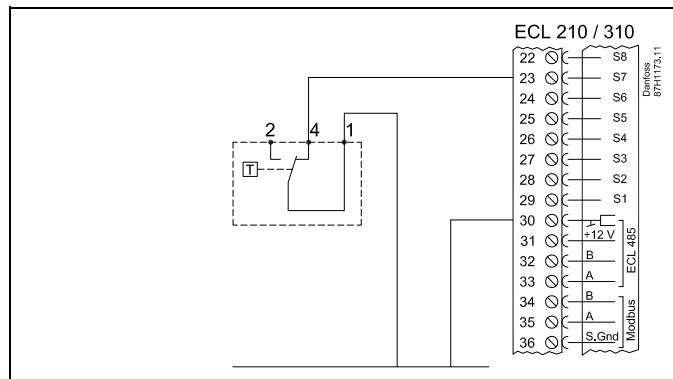 ECL 210 / 310
22 S8
23 S7
24 S6
25 S5
26 S4
27 S3
28 S2
29 S1
30
31 +12 V
32 B
33 A
ECL 485
34 B
35 A
36 S.Gnd
Modbus
Danfoss
87H1173.11
2 4 1
T